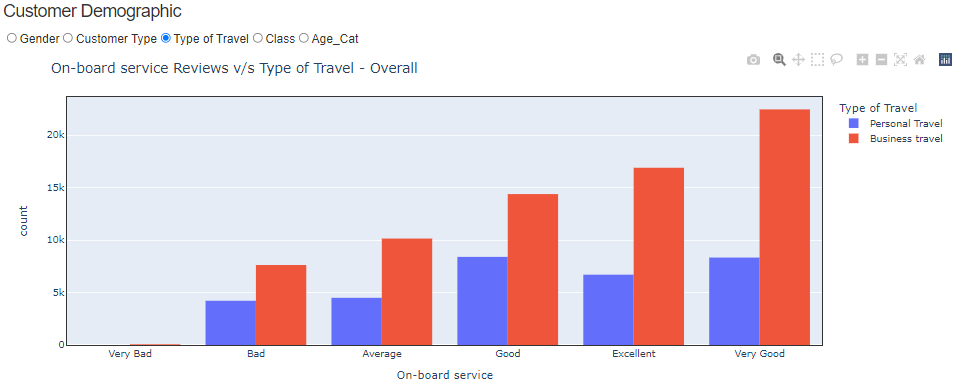 Customer Demographic
Gender Customer Type Type of Travel Class Age_Cat
On-board service Reviews v/s Type of Travel - Overall
Type of Travel
Personal Travel
Business travel
20k
15k
10k
5k
0
count
Very Bad Bad Average Good Excellent Very Good
On-board service